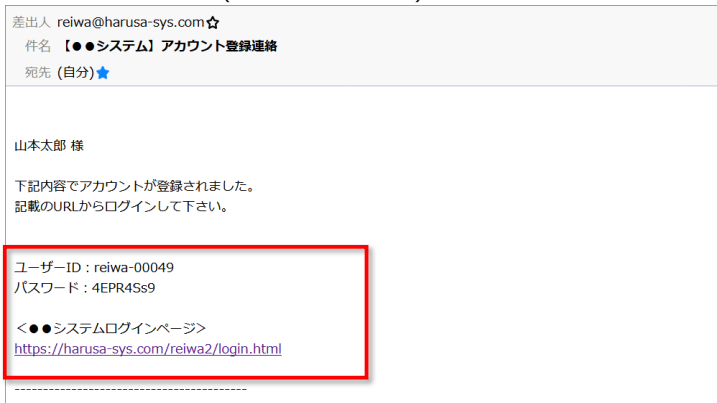 差出人 reiwa@harusa-sys.com
件名 【●●システム】アカウント登録連絡
宛先 (自分)
山本太郎 様
下記内容でアカウントが登録されました。
記載のURLからログインして下さい。
ユーザーID：reiwa-00049
パスワード：4EPR4Ss9
＜●●システムログインページ＞
https://harusa-sys.com/reiwa2/login.html
----------------------------------------